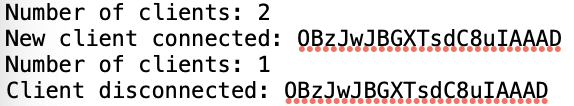 Number of clients: 2
New client connected: OBzJwJBGXTsdC8uIAAAD
Number of clients: 1
Client disconnected: OBzJwJBGXTsdC8uIAAAD